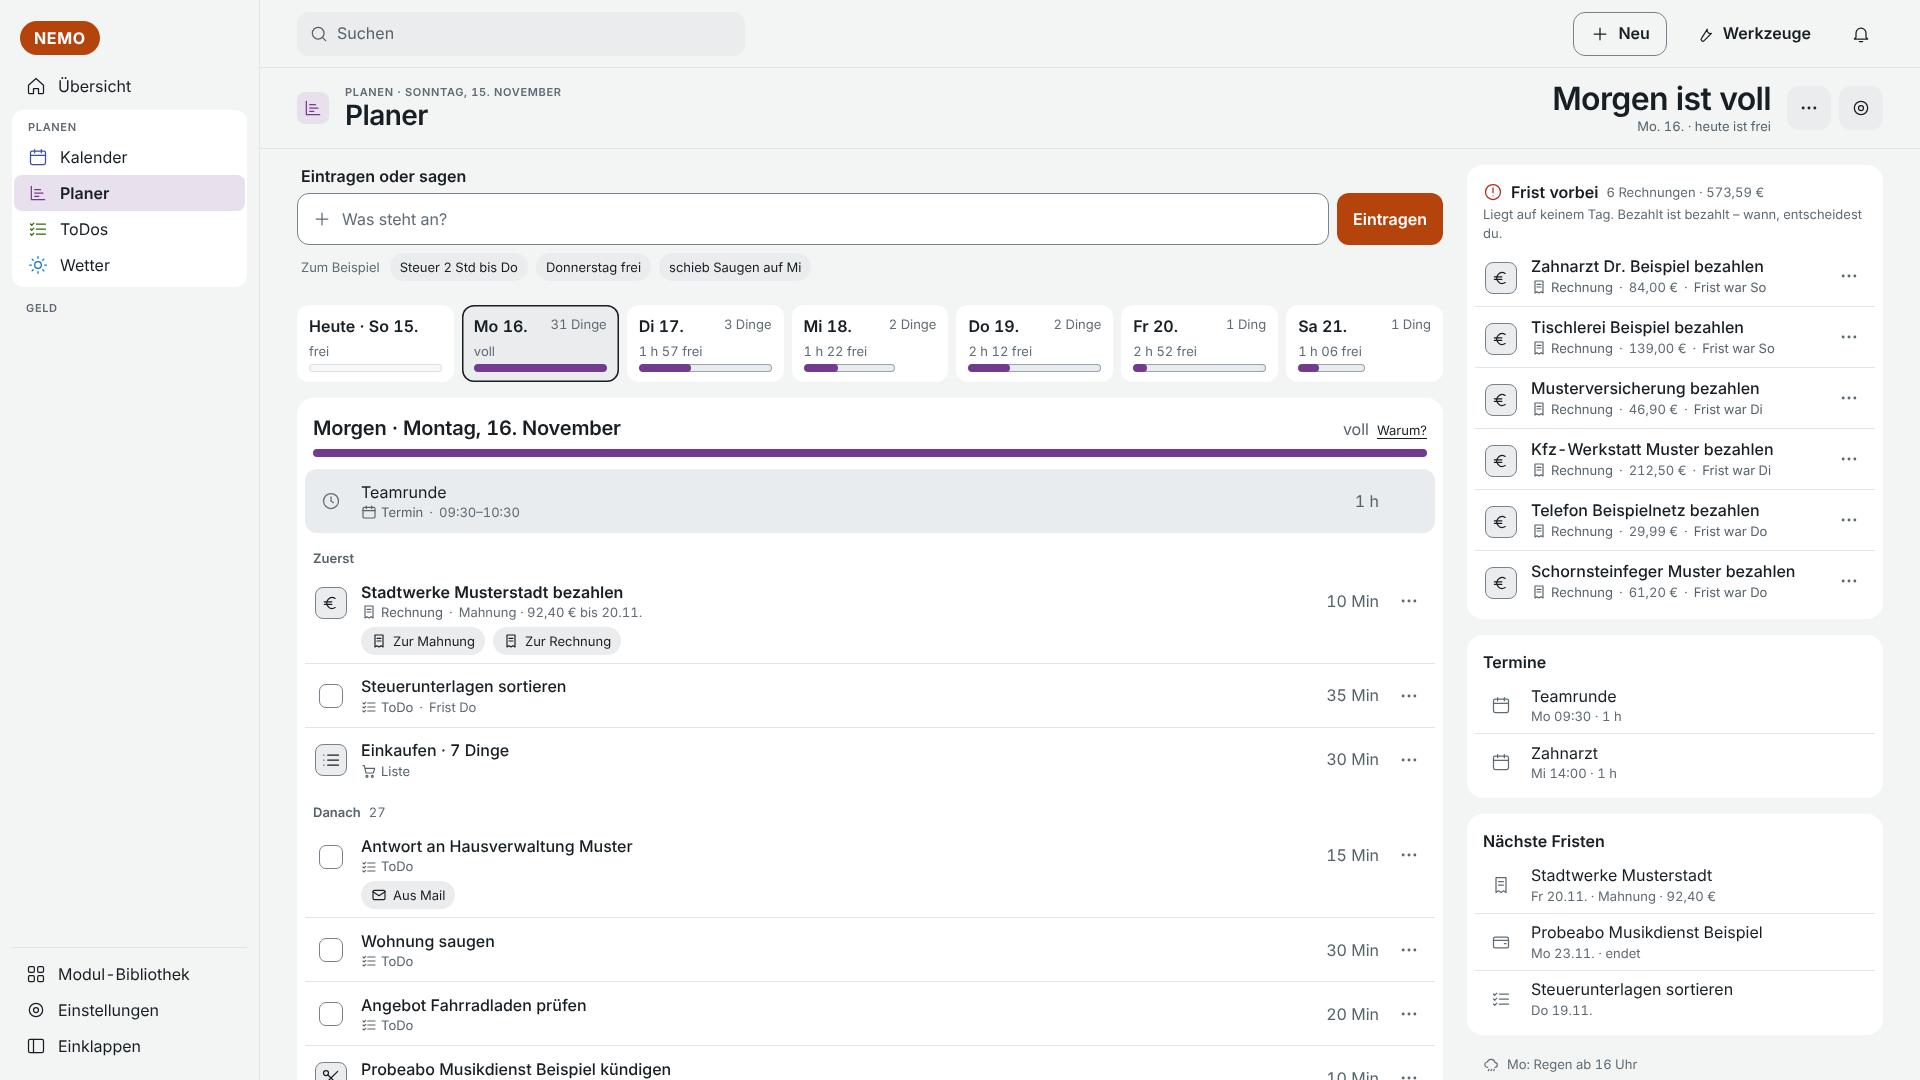 NEMO
Übersicht
PLANEN
Kalender
Planer
ToDos
Wetter
GELD
Modul-Bibliothek
Einstellungen
Einklappen
Suchen
Neu
Werkzeuge
PLANEN · SONNTAG, 15. NOVEMBER
Planer
Morgen ist voll
Mo. 16. · heute ist frei
Eintragen oder sagen
Was steht an?
Eintragen
Zum Beispiel
Steuer 2 Std bis Do
Donnerstag frei
schieb Saugen auf Mi
Heute · So 15.
frei
Mo 16. 31 Dinge
voll
Di 17. 3 Dinge
1 h 57 frei
Mi 18. 2 Dinge
1 h 22 frei
Do 19. 2 Dinge
2 h 12 frei
Fr 20. 1 Ding
2 h 52 frei
Sa 21. 1 Ding
1 h 06 frei
Morgen · Montag, 16. November
voll Warum?
Teamrunde
Termin · 09:30–10:30
1 h
Zuerst
Stadtwerke Musterstadt bezahlen
Rechnung · Mahnung · 92,40 € bis 20.11.
10 Min
Zur Mahnung
Zur Rechnung
Steuerunterlagen sortieren
ToDo · Frist Do
35 Min
Einkaufen · 7 Dinge
Liste
30 Min
Danach 27
Antwort an Hausverwaltung Muster
ToDo
15 Min
Aus Mail
Wohnung saugen
ToDo
30 Min
Angebot Fahrradladen prüfen
ToDo
20 Min
Probeabo Musikdienst Beispiel kündigen
10 Min
Frist vorbei 6 Rechnungen · 573,59 €
Liegt auf keinem Tag. Bezahlt ist bezahlt – wann, entscheidest
du.
Zahnarzt Dr. Beispiel bezahlen
Rechnung · 84,00 € · Frist war So
Tischlerei Beispiel bezahlen
Rechnung · 139,00 € · Frist war So
Musterversicherung bezahlen
Rechnung · 46,90 € · Frist war Di
Kfz-Werkstatt Muster bezahlen
Rechnung · 212,50 € · Frist war Di
Telefon Beispielnetz bezahlen
Rechnung · 29,99 € · Frist war Do
Schornsteinfeger Muster bezahlen
Rechnung · 61,20 € · Frist war Do
Termine
Teamrunde
Mo 09:30 · 1 h
Zahnarzt
Mi 14:00 · 1 h
Nächste Fristen
Stadtwerke Musterstadt
Fr 20.11. · Mahnung · 92,40 €
Probeabo Musikdienst Beispiel
Mo 23.11. · endet
Steuerunterlagen sortieren
Do 19.11.
Mo: Regen ab 16 Uhr